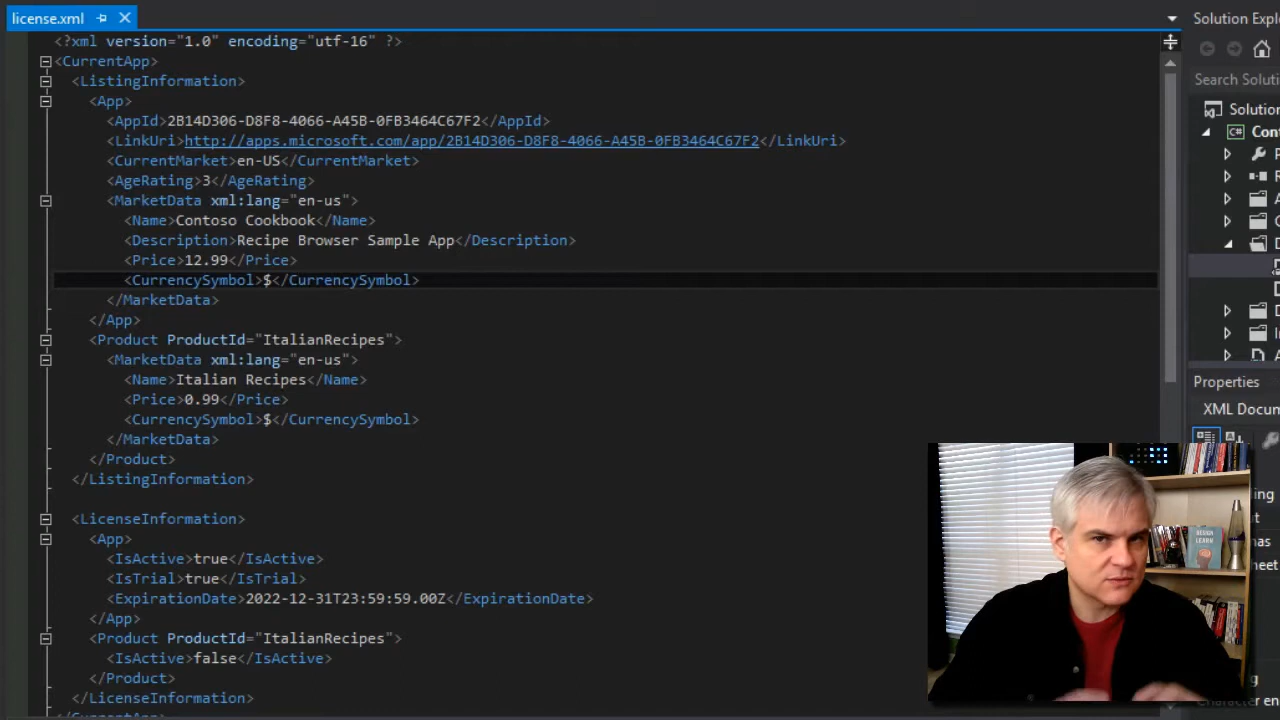 license.xml
Solution Explo
<?xml version="1.0" encoding="utf-16" ?>
<CurrentApp>
<ListingInformation>
Search Soluti
<App>
Solutio
<AppId>2B14D306-D8F8-4066-A45B-0FB3464C67F2</AppId>
Con
<LinkUri>http://apps.microsoft.com/app/2B14D306-D8F8-4066-A45B-0FB3464C67F2</LinkUri>
<CurrentMarket>en-US</CurrentMarket>
<AgeRating>3</AgeRating>
<MarketData xml:lang="en-us">
<Name>Contoso Cookbook</Name>
<Description>Recipe Browser Sample App</Description>
<Price>12.99</Price>
<CurrencySymbol>$</CurrencySymbol>
</MarketData>
</App>
<Product ProductId="ItalianRecipes">
<MarketData xml:lang="en-us">
<Name>Italian Recipes</Name>
Properties
<Price>0.99</Price>
XML Docum
<CurrencySymbol>$</CurrencySymbol>
</MarketData>
</Product>
</ListingInformation>
<LicenseInformation>
<App>
<IsActive>true</IsActive>
<IsTrial>true</IsTrial>
<ExpirationDate>2022-12-31T23:59:59.00Z</ExpirationDate>
</App>
<Product ProductId="ItalianRecipes">
<IsActive>false</IsActive>
</Product>
</LicenseInformation>
</CurrentApp>
DESIGN
LEARN